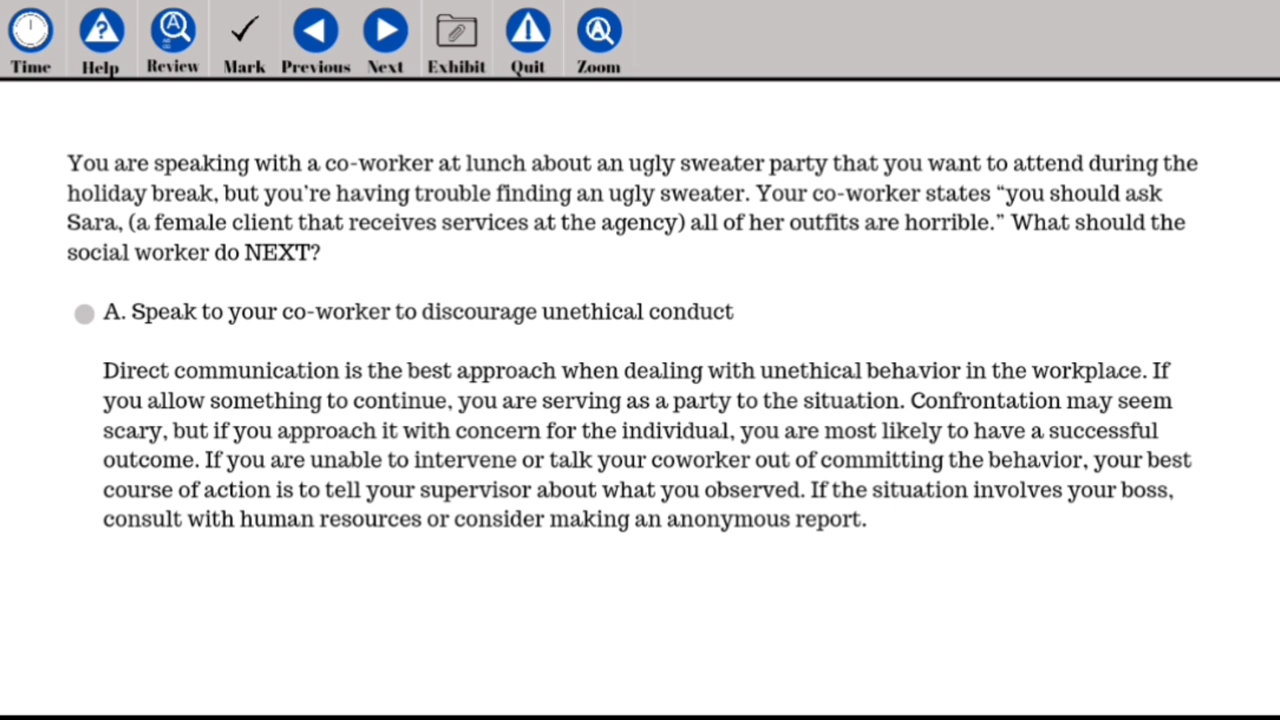 Time Help Review Mark Previous Next Exhibit Quit Zoom
You are speaking with a co-worker at lunch about an ugly sweater party that you want to attend during the
holiday break, but you're having trouble finding an ugly sweater. Your co-worker states “you should ask
Sara, (a female client that receives services at the agency) all of her outfits are horrible.” What should the
social worker do NEXT?
A. Speak to your co-worker to discourage unethical conduct
Direct communication is the best approach when dealing with unethical behavior in the workplace. If
you allow something to continue, you are serving as a party to the situation. Confrontation may seem
scary, but if you approach it with concern for the individual, you are most likely to have a successful
outcome. If you are unable to intervene or talk your coworker out of committing the behavior, your best
course of action is to tell your supervisor about what you observed. If the situation involves your boss,
consult with human resources or consider making an anonymous report.